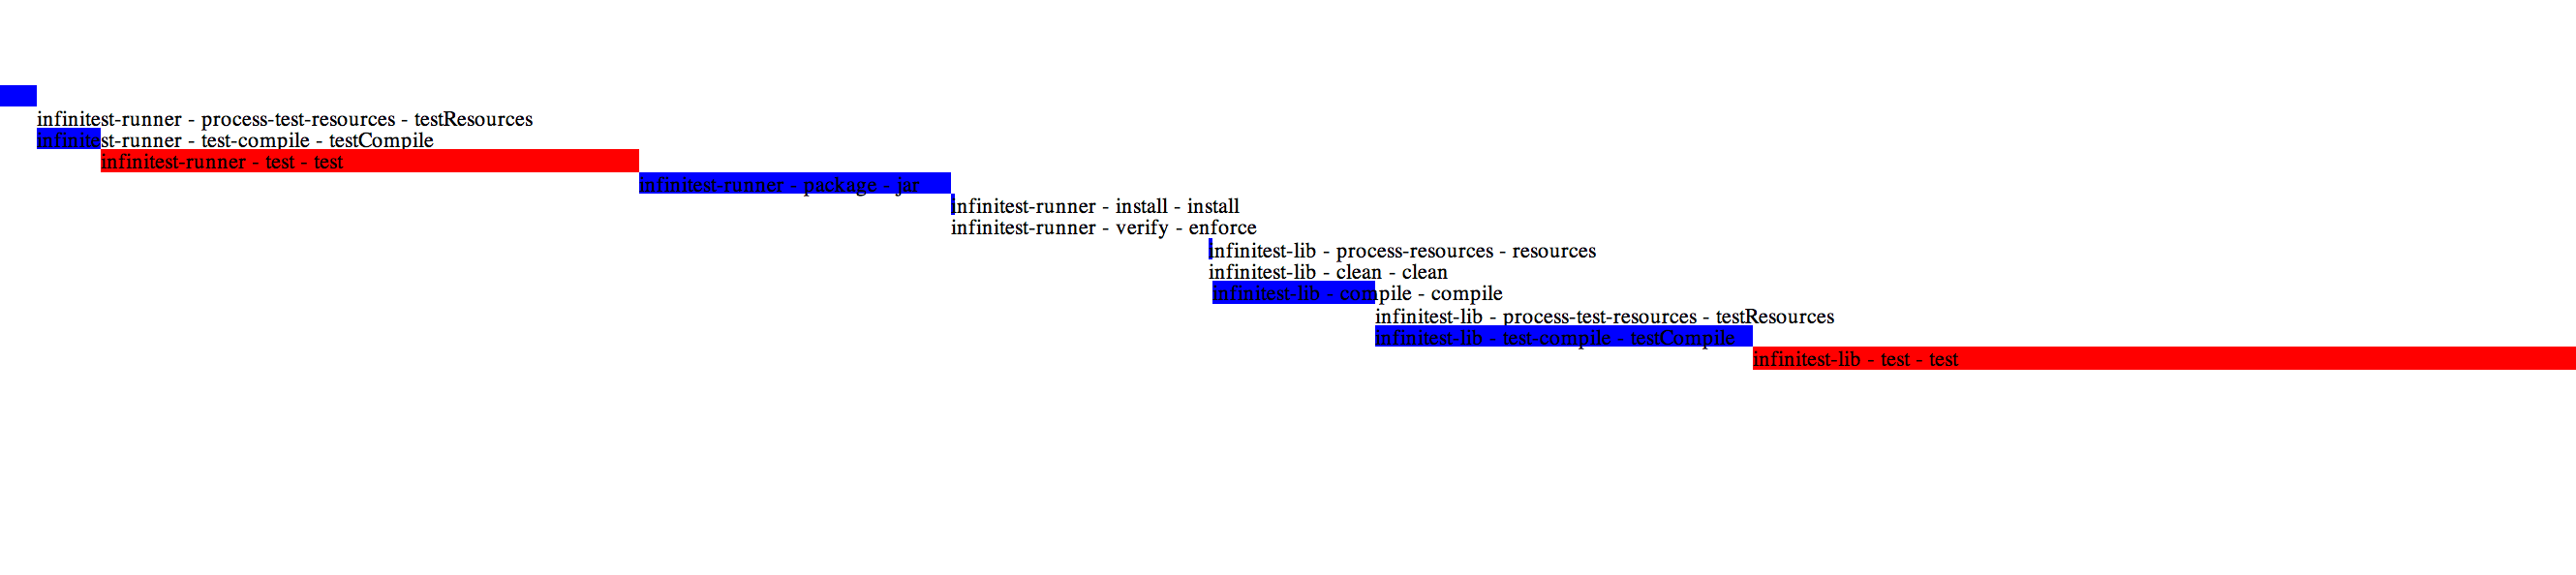 infinitest-runner - process-test-resources - testResources
infinitest-runner - test-compile - testCompile
infinitest-runner - test - test
infinitest-runner - package - jar
infinitest-runner - install - install
infinitest-runner - verify - enforce
infinitest-lib - process-resources - resources
infinitest-lib - clean - clean
infinitest-lib - compile - compile
infinitest-lib - process-test-resources - testResources
infinitest-lib - test-compile - testCompile
infinitest-lib - test - test